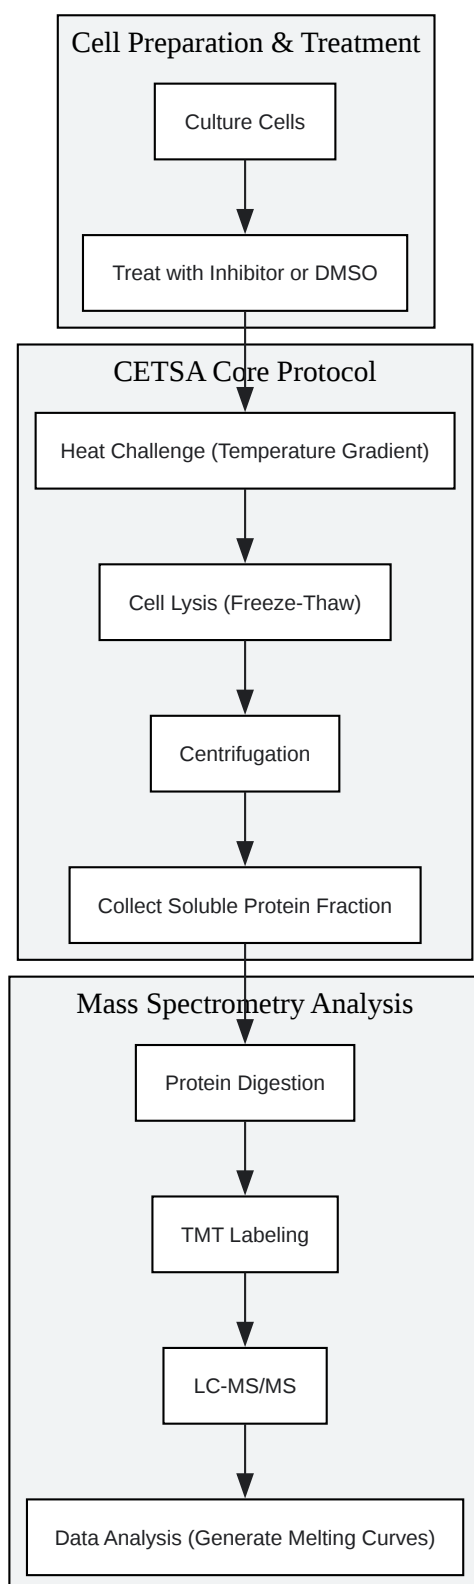 Cell Preparation & Treatment
Culture Cells
Treat with Inhibitor or DMSO
CETSA Core Protocol
Heat Challenge (Temperature Gradient)
Cell Lysis (Freeze-Thaw)
Centrifugation
Collect Soluble Protein Fraction
Mass Spectrometry Analysis
Protein Digestion
TMT Labeling
LC-MS/MS
Data Analysis (Generate Melting Curves)